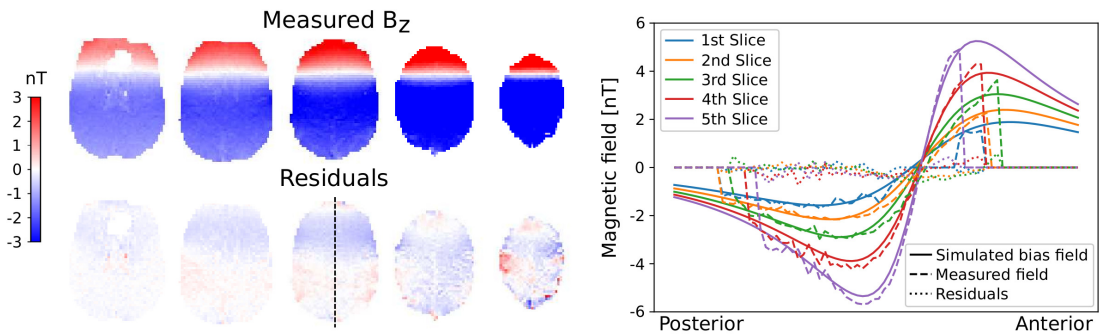 Measured Bz
nT
3
2
1
0
-1
-2
-3
Residuals
Magnetic field [nT]
6
4
2
0
-2
-4
-6
1st Slice
2nd Slice
3rd Slice
4th Slice
5th Slice
Simulated bias field
Measured field
Residuals
Posterior
Anterior